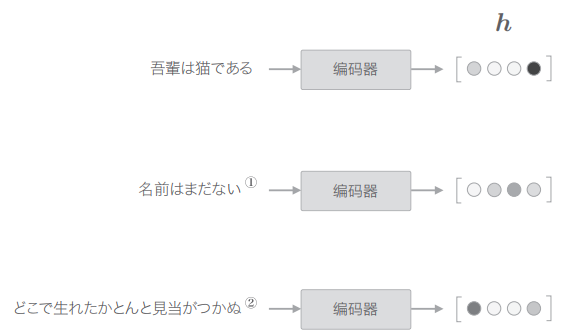 h
吾輩は猫である 编码器
名前はまだない① 编码器
どこで生れたかとんと見当がつかぬ② 编码器